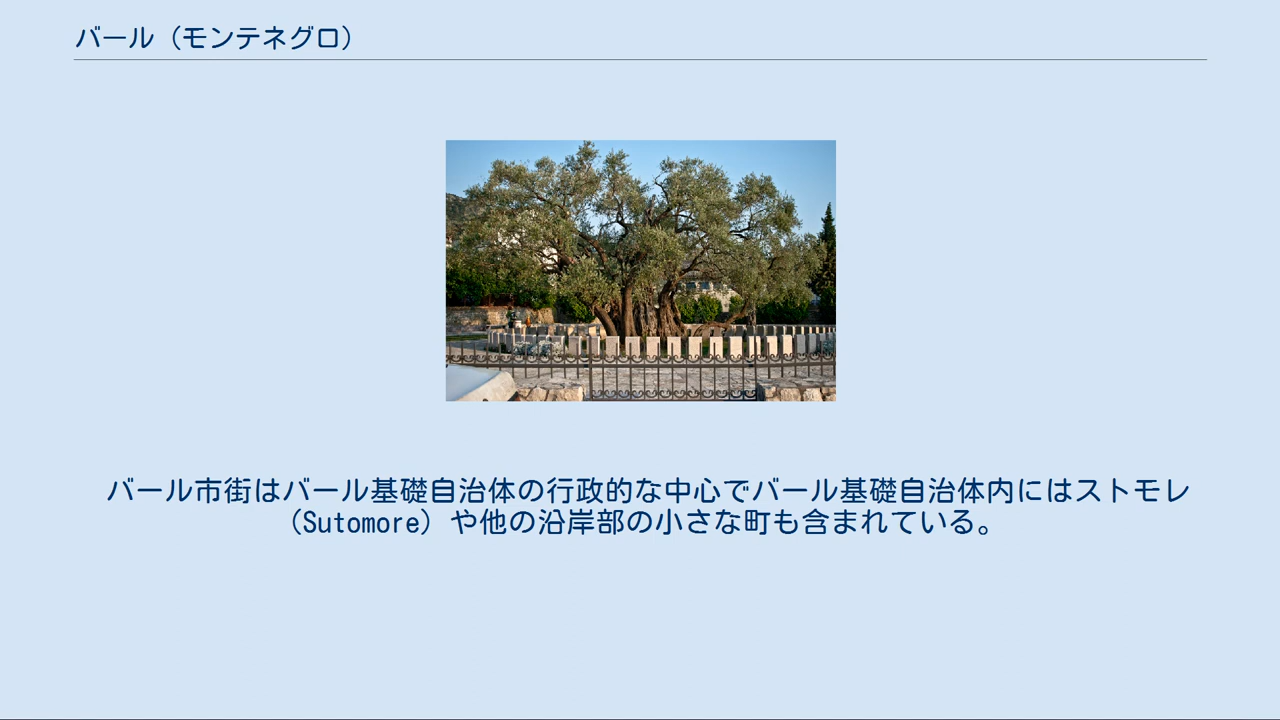 バール（モンテネグロ）
バール市街はバール基礎自治体の行政的な中心でバール基礎自治体内にはストモレ
（Sutomore）や他の沿岸部の小さな町も含まれている。